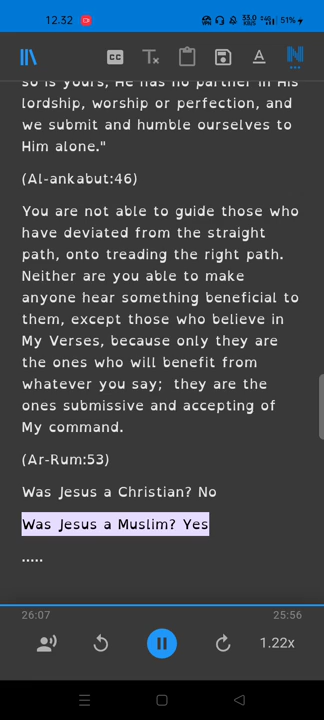 12.32
51%
so is yours, He has no partner in His
lordship, worship or perfection, and
we submit and humble ourselves to
Him alone."
(Al-ankabut:46)
You are not able to guide those who
have deviated from the straight
path, onto treading the right path.
Neither are you able to make
anyone hear something beneficial to
them, except those who believe in
My Verses, because only they are
the ones who will benefit from
whatever you say;  they are the
ones submissive and accepting of
My command.
(Ar-Rum:53)
Was Jesus a Christian? No
Was Jesus a Muslim? Yes
.....
26:07 25:56
1.22x